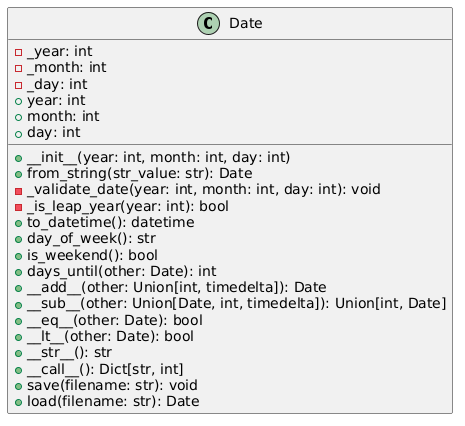 C Date
_year: int
_month: int
_day: int
year: int
month: int
day: int
__init__(year: int, month: int, day: int)
from_string(str_value: str): Date
_validate_date(year: int, month: int, day: int): void
_is_leap_year(year: int): bool
to_datetime(): datetime
day_of_week(): str
is_weekend(): bool
days_until(other: Date): int
__add__(other: Union[int, timedelta]): Date
__sub__(other: Union[Date, int, timedelta]): Union[int, Date]
__eq__(other: Date): bool
__lt__(other: Date): bool
__str__(): str
__call__(): Dict[str, int]
save(filename: str): void
load(filename: str): Date